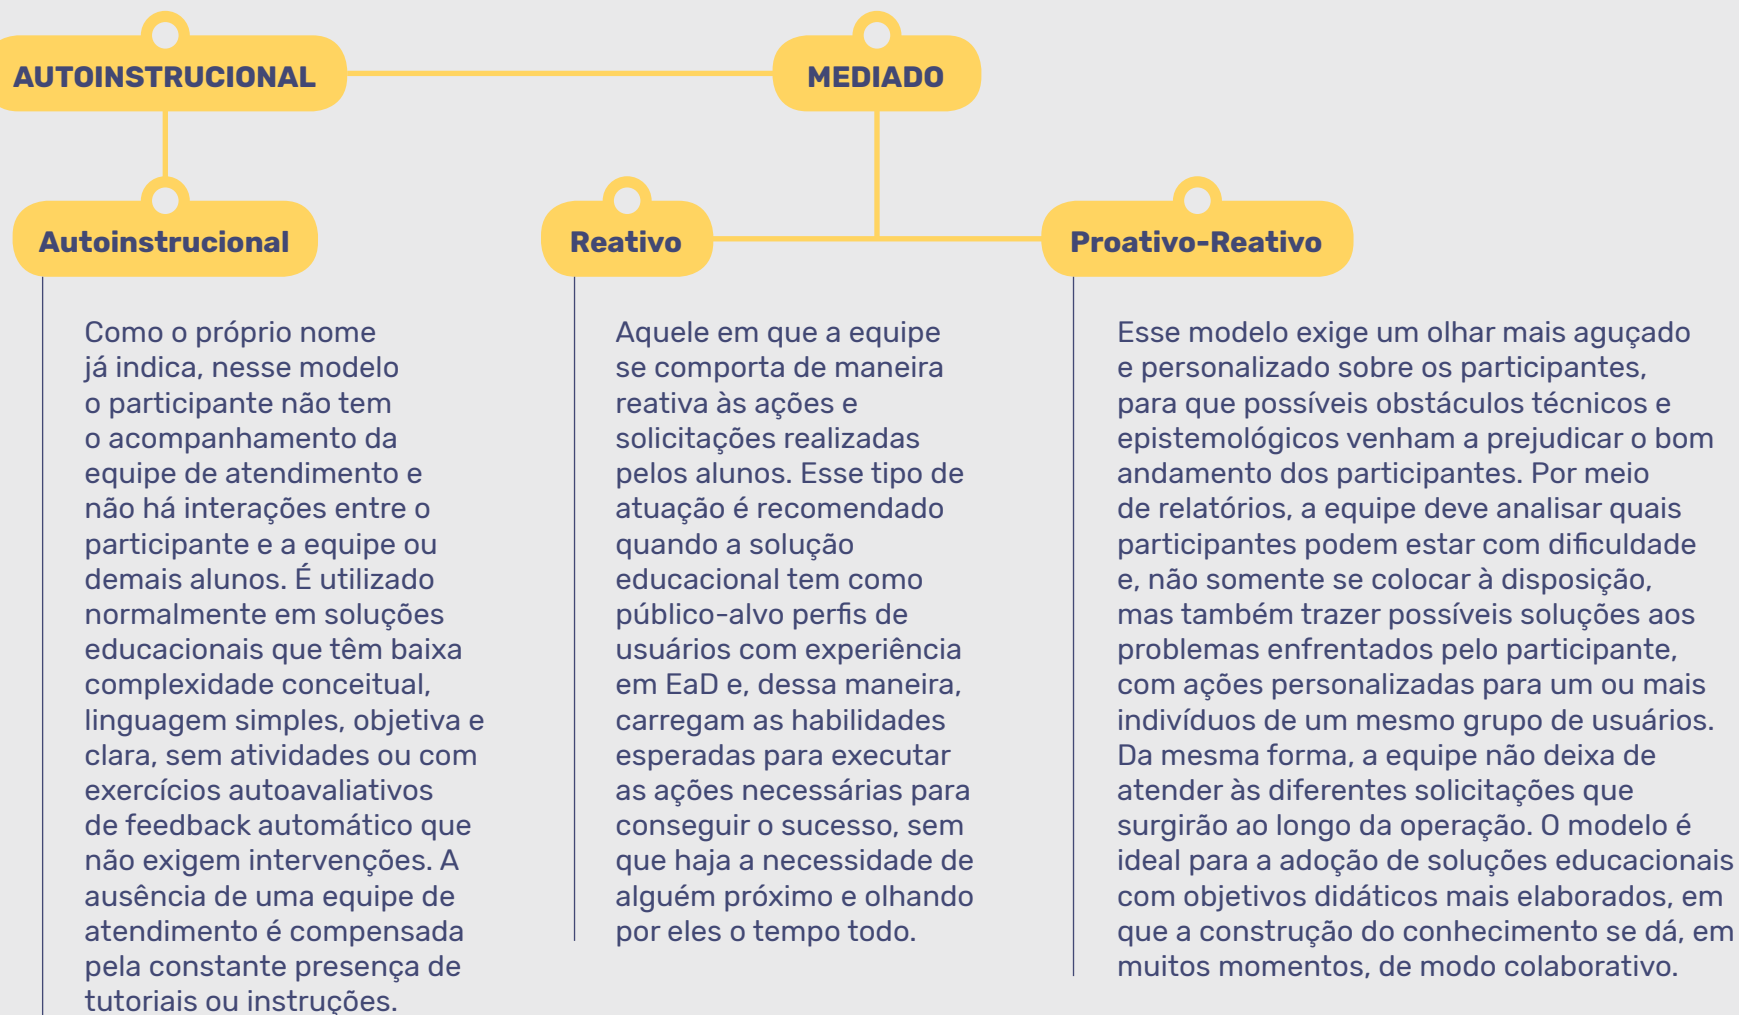 AUTOINSTRUCIONAL
MEDIADO
Autoinstrucional
Reativo
Proativo-Reativo
Como o próprio nome
já indica, nesse modelo
o participante não tem
o acompanhamento da
equipe de atendimento e
não há interações entre o
participante e a equipe ou
demais alunos. É utilizado
normalmente em soluções
educacionais que têm baixa
complexidade conceitual,
linguagem simples, objetiva e
clara, sem atividades ou com
exercícios autoavaliativos
de feedback automático que
não exigem intervenções. A
ausência de uma equipe de
atendimento é compensada
pela constante presença de
tutoriais ou instruções.
Aquele em que a equipe
se comporta de maneira
reativa às ações e
solicitações realizadas
pelos alunos. Esse tipo de
atuação é recomendado
quando a solução
educacional tem como
público-alvo perfis de
usuários com experiência
em EaD e, dessa maneira,
carregam as habilidades
esperadas para executar
as ações necessárias para
conseguir o sucesso, sem
que haja a necessidade de
alguém próximo e olhando
por eles o tempo todo.
Esse modelo exige um olhar mais aguçado
e personalizado sobre os participantes,
para que possíveis obstáculos técnicos e
epistemológicos venham a prejudicar o bom
andamento dos participantes. Por meio
de relatórios, a equipe deve analisar quais
participantes podem estar com dificuldade
e, não somente se colocar à disposição,
mas também trazer possíveis soluções aos
problemas enfrentados pelo participante,
com ações personalizadas para um ou mais
indivíduos de um mesmo grupo de usuários.
Da mesma forma, a equipe não deixa de
atender às diferentes solicitações que
surgirão ao longo da operação. O modelo é
ideal para a adoção de soluções educacionais
com objetivos didáticos mais elaborados, em
que a construção do conhecimento se dá, em
muitos momentos, de modo colaborativo.